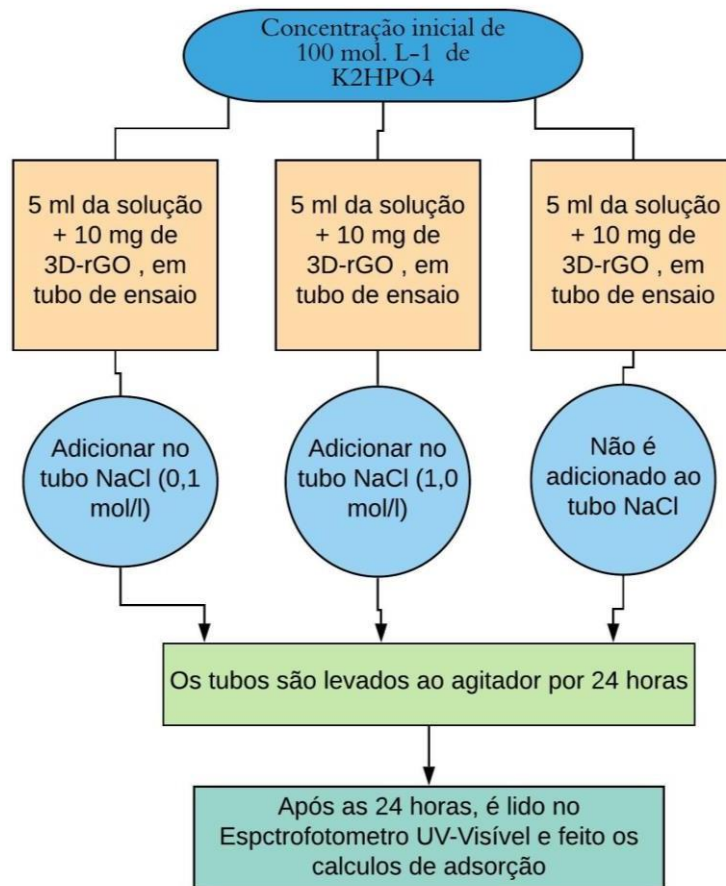 Concentração inicial de
100 mol. L-1 de
K2HPO4
5 ml da solução
+ 10 mg de
3D-rGO , em
tubo de ensaio
5 ml da solução
+ 10 mg de
3D-rGO , em
tubo de ensaio
5 ml da solução
+ 10 mg de
3D-rGO , em
tubo de ensaio
Adicionar no
tubo NaCl (0,1
mol/l)
Adicionar no
tubo NaCl (1,0
mol/l)
Não é
adicionado ao
tubo NaCl
Os tubos são levados ao agitador por 24 horas
Após as 24 horas, é lido no
Espctrofotometro UV-Visível e feito os
calculos de adsorção